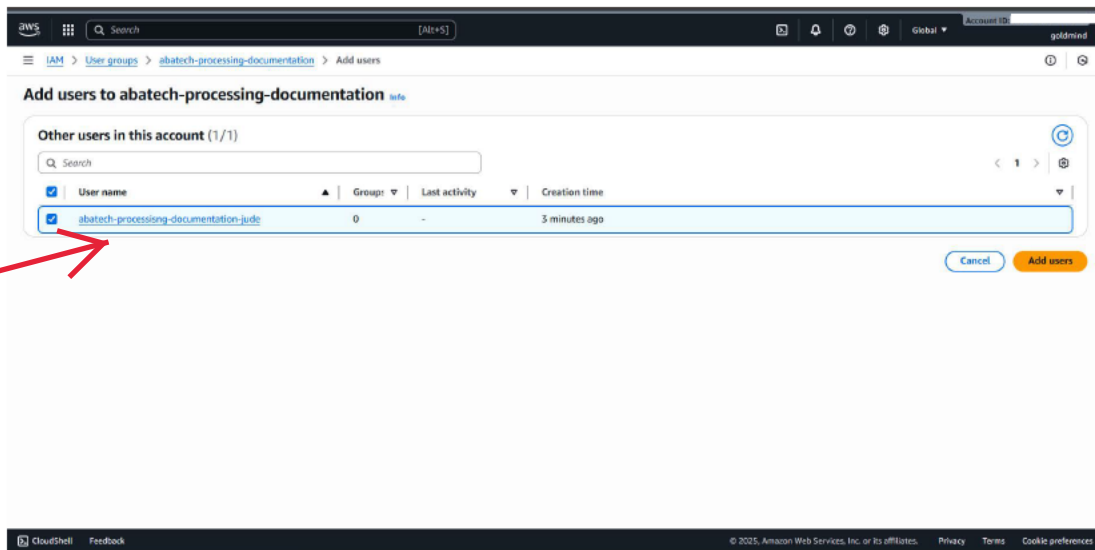 aws Search [Alt+S] Global ▼ Account ID:
goldmind
IAM > User groups > abatech-processing-documentation > Add users
Add users to abatech-processing-documentation Info
Other users in this account (1/1)
Search < 1 >
User name ▲ Group: ▽ Last activity ▽ Creation time ▽
abatech-processisng-documentation-jude 0 - 3 minutes ago
Cancel Add users
CloudShell Feedback © 2025, Amazon Web Services, Inc. or its affiliates. Privacy Terms Cookie preferences